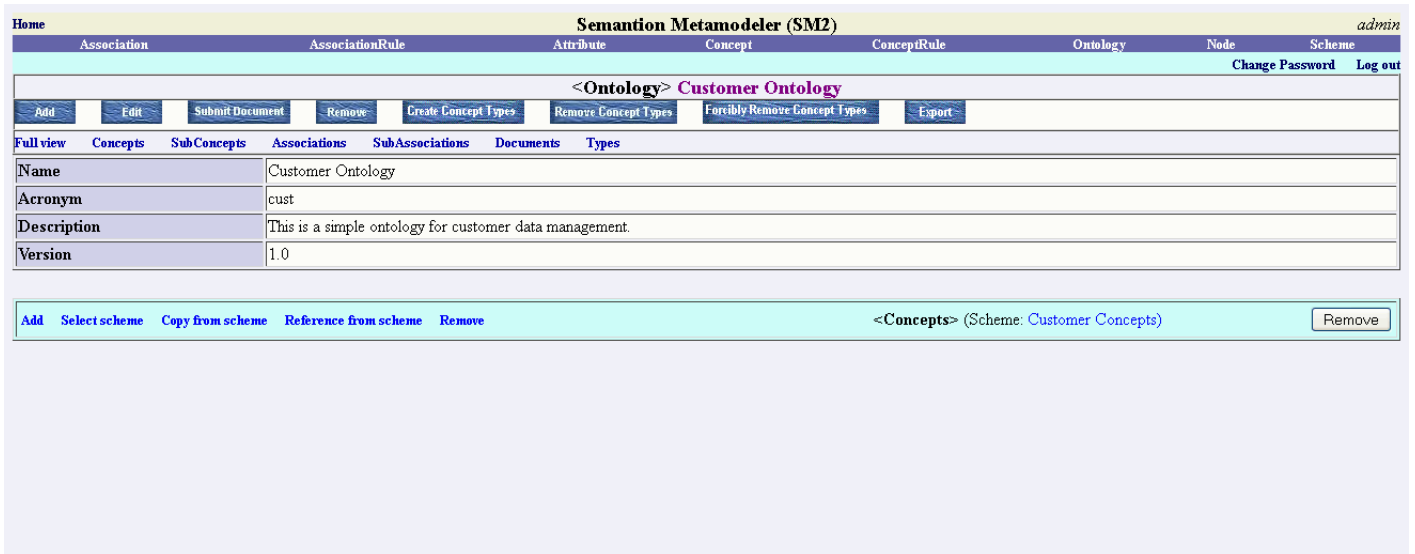 Home Semantion Metamodeler (SM2) admin
Association AssociationRule Attribute Concept ConceptRule Ontology Node Scheme
Change Password Log out
<Ontology> Customer Ontology
Add Edit Submit Document Remove Create Concept Types Remove Concept Types Forcibly Remove Concept Types Export
Full view Concepts SubConcepts Associations SubAssociations Documents Types
Name Customer Ontology
Acronym cust
Description This is a simple ontology for customer data management.
Version 1.0
Add Select scheme Copy from scheme Reference from scheme Remove <Concepts> (Scheme: Customer Concepts) Remove